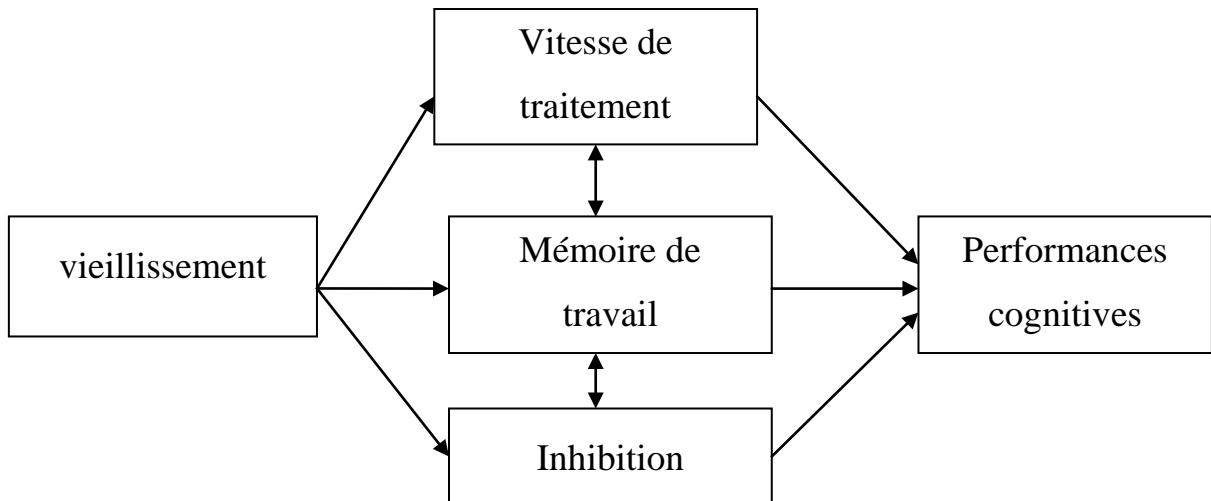 Vitesse de
traitement
vieillissement
Mémoire de
travail
Performances
cognitives
Inhibition